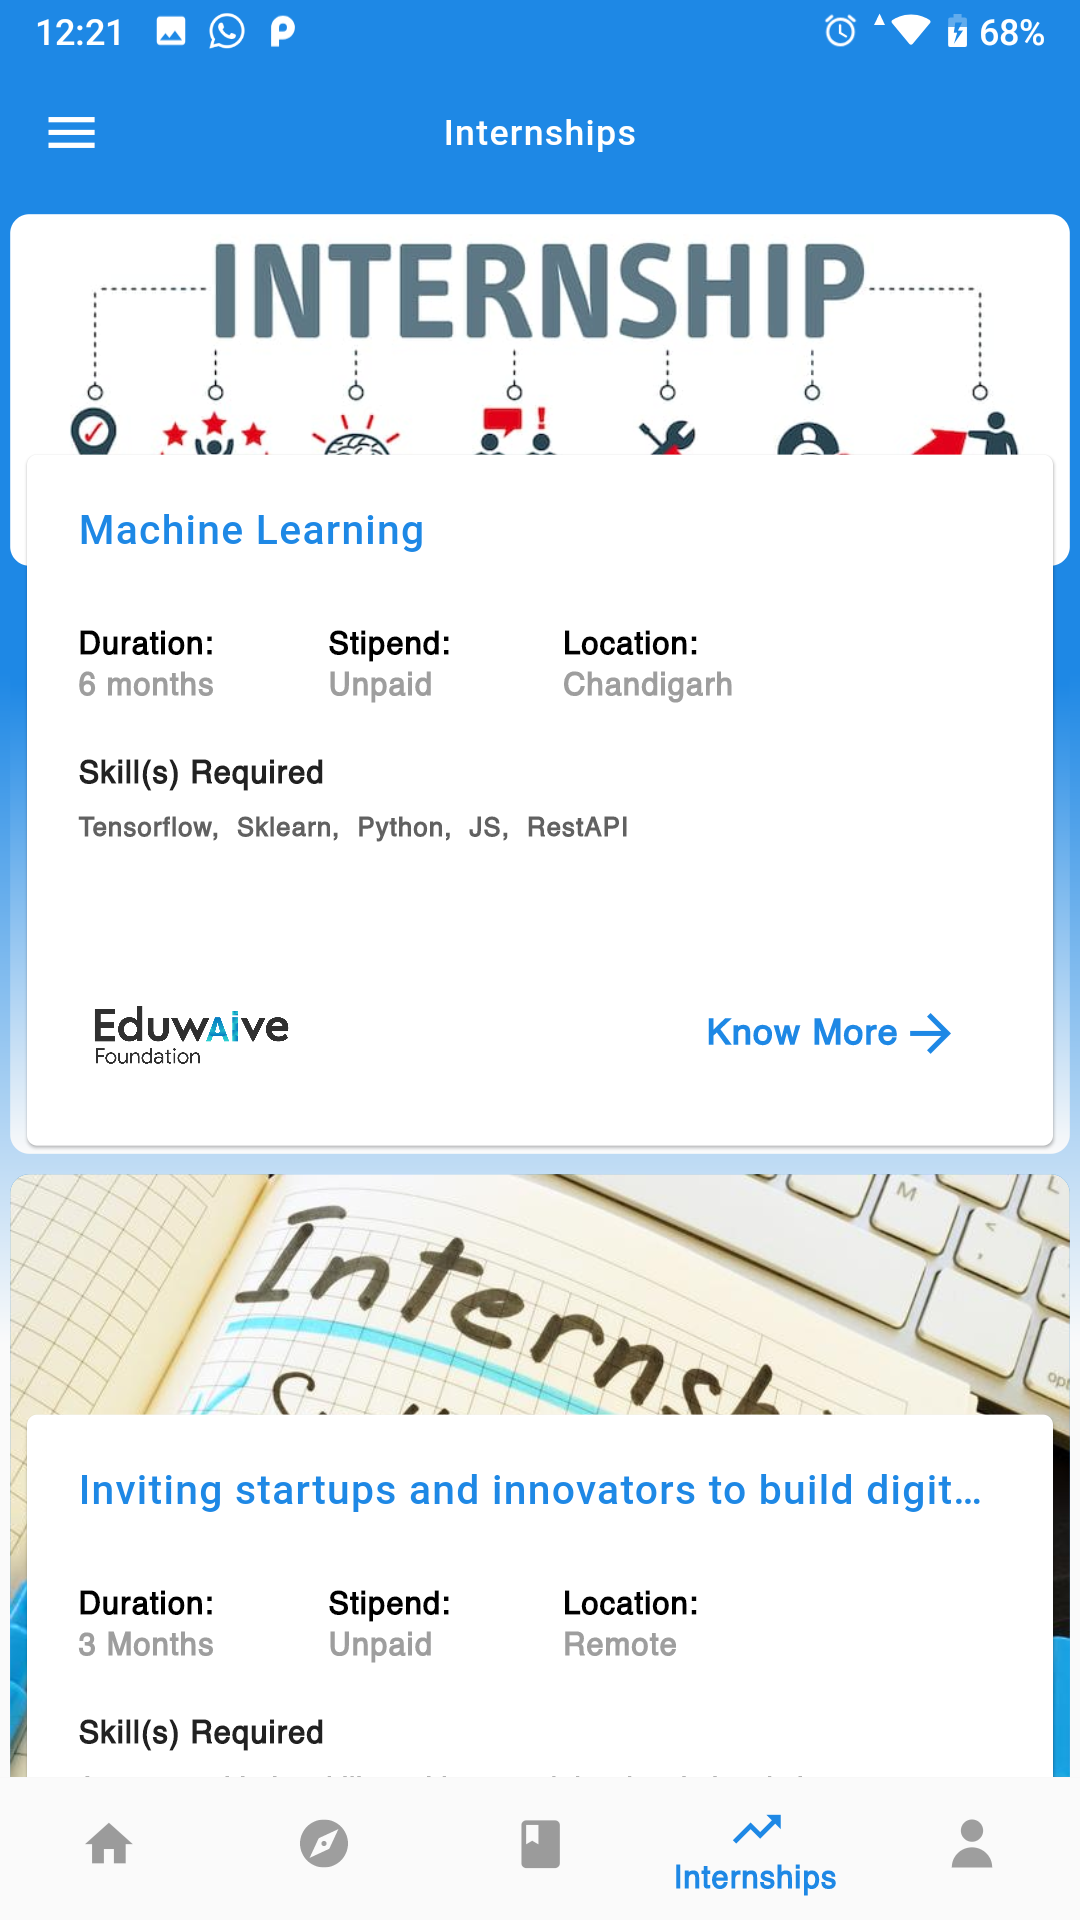 12:21
68%
Internships
INTERNSHIP
Machine Learning
Duration: Stipend: Location:
6 months Unpaid Chandigarh
Skill(s) Required
Tensorflow, Sklearn, Python, JS, RestAPI
Eduwaive
Foundation
Know More
M
L
Inviting startups and innovators to build digit...
Duration: Stipend: Location:
3 Months Unpaid Remote
Skill(s) Required
Internships